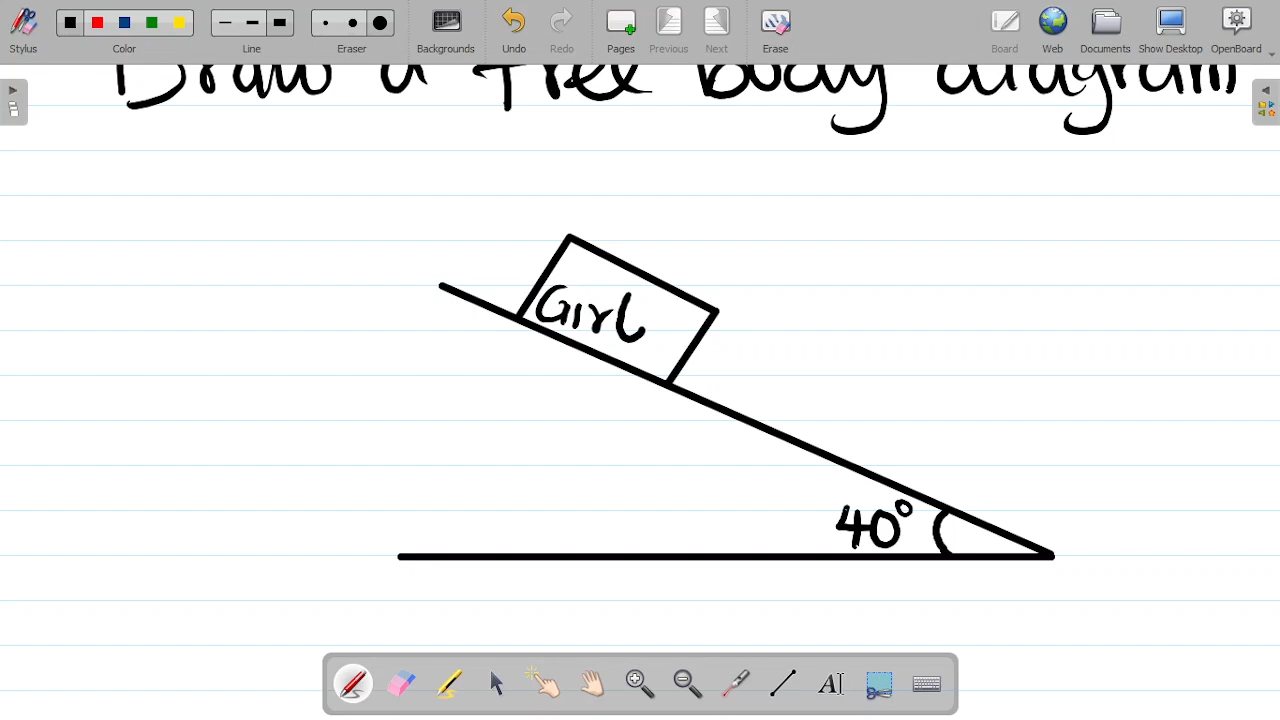 Stylus Color Line Eraser Backgrounds Undo Redo Pages Previous Next Erase Board Web Documents Show Desktop OpenBoard
Draw a free body diagram
Girl
40°
AI